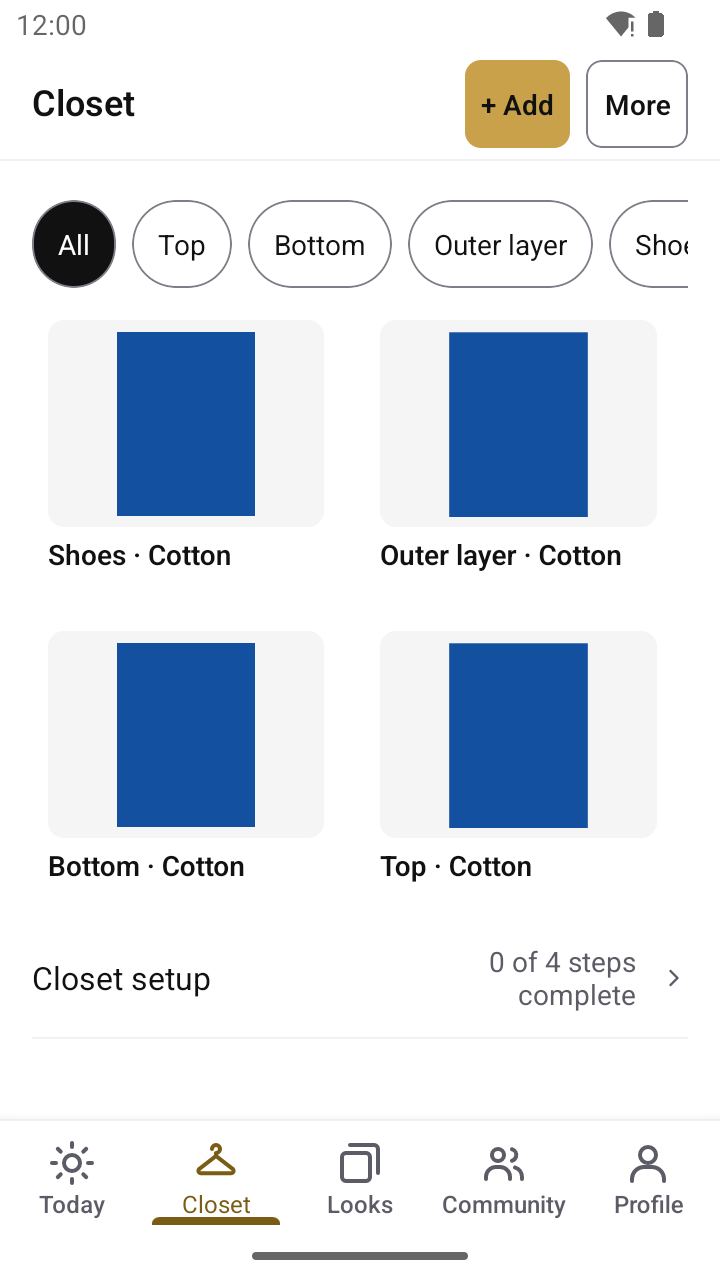 12:00
Closet
+ Add
More
All
Top
Bottom
Outer layer
Shoe
Shoes · Cotton
Outer layer · Cotton
Bottom · Cotton
Top · Cotton
Closet setup
0 of 4 steps
complete
Today
Closet
Looks
Community
Profile